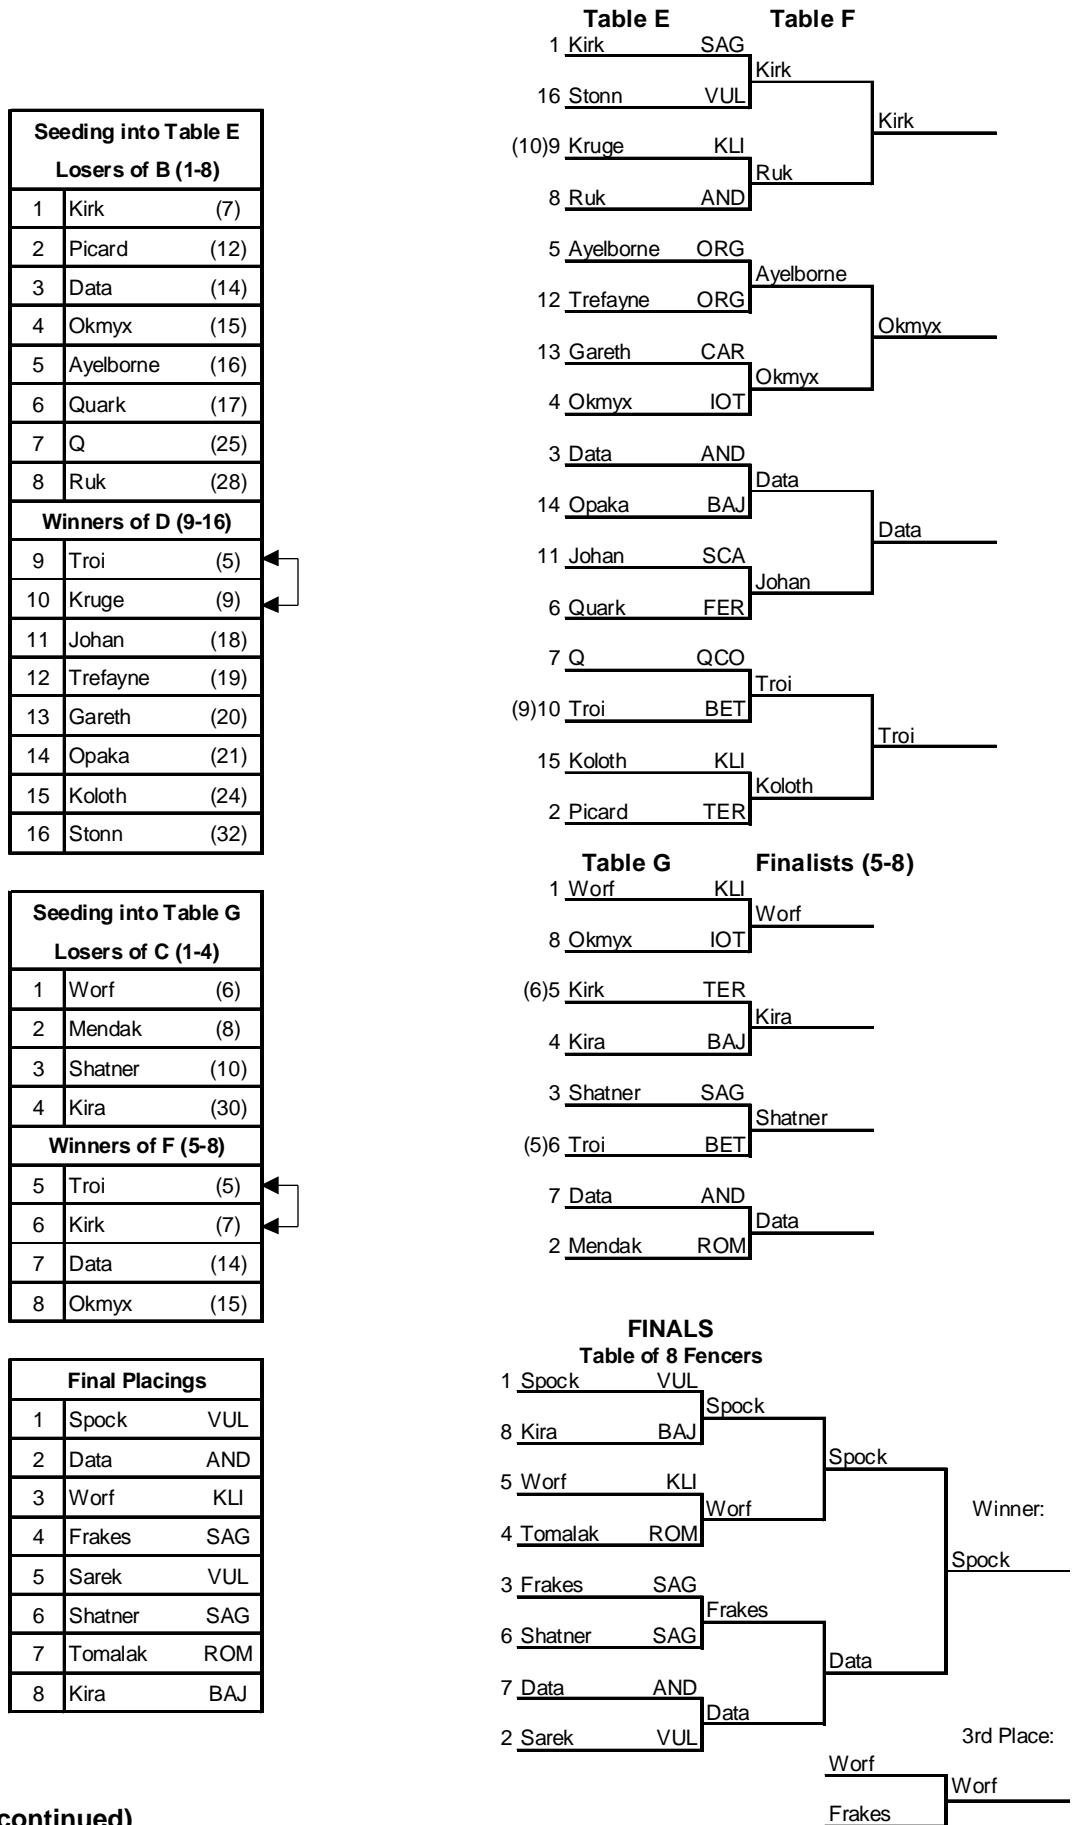 Seeding into Table E
Losers of B (1-8)
1 Kirk (7)
2 Picard (12)
3 Data (14)
4 Okmyx (15)
5 Ayelborne (16)
6 Quark (17)
7 Q (25)
8 Ruk (28)
Winners of D (9-16)
9 Troi (5)
10 Kruge (9)
11 Johan (18)
12 Trefayne (19)
13 Gareth (20)
14 Opaka (21)
15 Koloth (24)
16 Stonn (32)
Seeding into Table G
Losers of C (1-4)
1 Worf (6)
2 Mendak (8)
3 Shatner (10)
4 Kira (30)
Winners of F (5-8)
5 Troi (5)
6 Kirk (7)
7 Data (14)
8 Okmyx (15)
Final Placings
1 Spock VUL
2 Data AND
3 Worf KLI
4 Frakes SAG
5 Sarek VUL
6 Shatner SAG
7 Tomalak ROM
8 Kira BAJ
continued)
Table E Table F
1 Kirk SAG
Kirk
16 Stonn VUL
Kirk
(10)9 Kruge KLI
Ruk
8 Ruk AND
5 Ayelborne ORG
Ayelborne
12 Trefayne ORG
Okmyx
13 Gareth CAR
Okmyx
4 Okmyx IOT
3 Data AND
Data
14 Opaka BAJ
Data
11 Johan SCA
Johan
6 Quark FER
7 Q QCO
Troi
(9)10 Troi BET
Troi
15 Koloth KLI
Koloth
2 Picard TER
Table G Finalists (5-8)
1 Worf KLI
Worf
8 Okmyx IOT
(6)5 Kirk TER
Kira
4 Kira BAJ
3 Shatner SAG
Shatner
(5)6 Troi BET
7 Data AND
Data
2 Mendak ROM
FINALS
Table of 8 Fencers
1 Spock VUL
Spock
8 Kira BAJ
Spock
5 Worf KLI
Worf
4 Tomalak ROM
Winner:
Spock
3 Frakes SAG
Frakes
6 Shatner SAG
Data
7 Data AND
Data
2 Sarek VUL
3rd Place:
Worf
Worf
Frakes